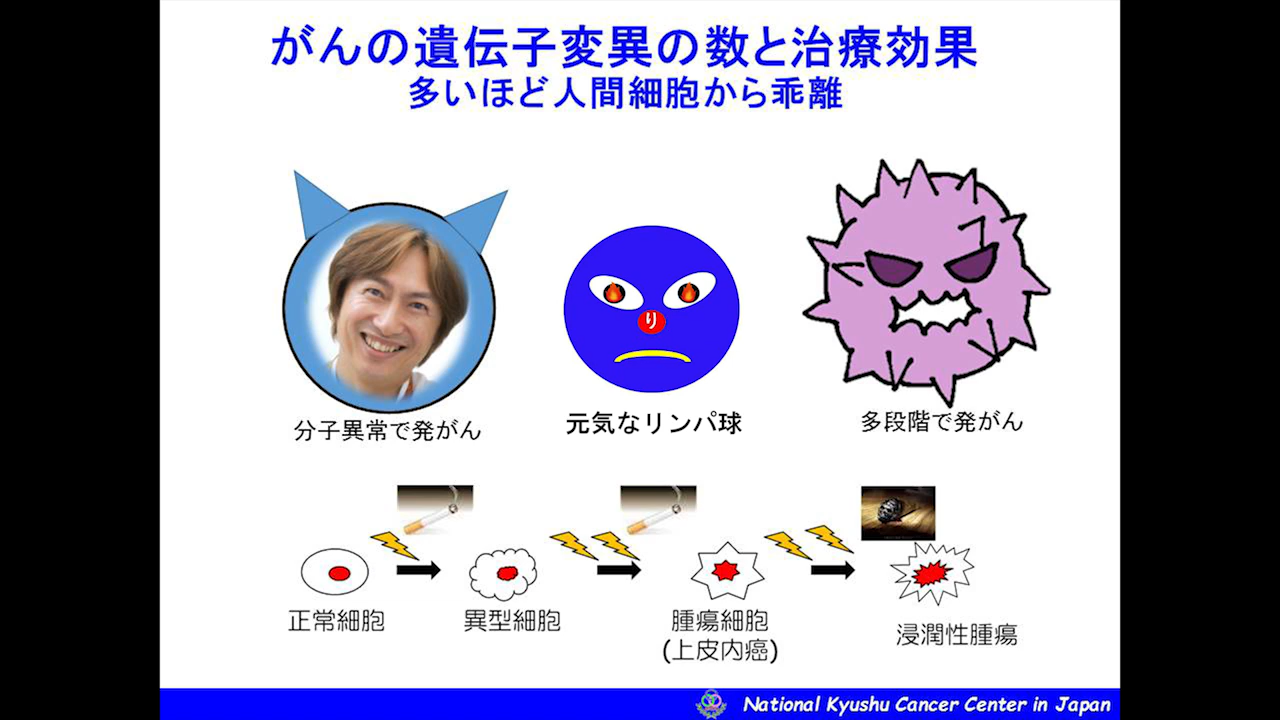 がんの遺伝子変異の数と治療効果
多いほど人間細胞から乖離
り
分子異常で発がん
元気なリンパ球
多段階で発がん
正常細胞
異型細胞
腫瘍細胞
(上皮内癌)
浸潤性腫瘍
National Kyushu Cancer Center in Japan